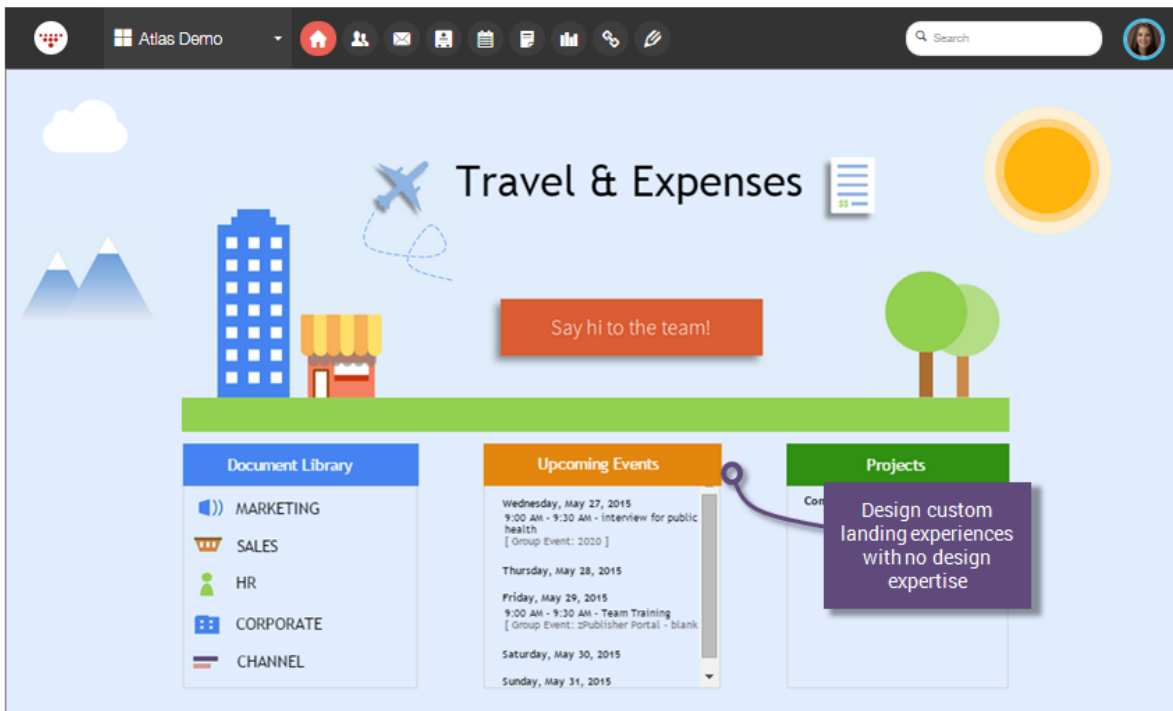 Atlas Demo
Search
Travel & Expenses
$$
Say hi to the team!
Document Library
MARKETING
SALES
HR
CORPORATE
CHANNEL
Upcoming Events
Wednesday, May 27, 2015
9:00 AM - 9:30 AM - interview for public
health
[ Group Event: 2020 ]
Thursday, May 28, 2015
Friday, May 29, 2015
9:00 AM - 9:30 AM - Team Training
[ Group Event: zPublisher Portal - blank
Saturday, May 30, 2015
Sunday, May 31, 2015
Projects
Design custom
landing experiences
with no design
expertise